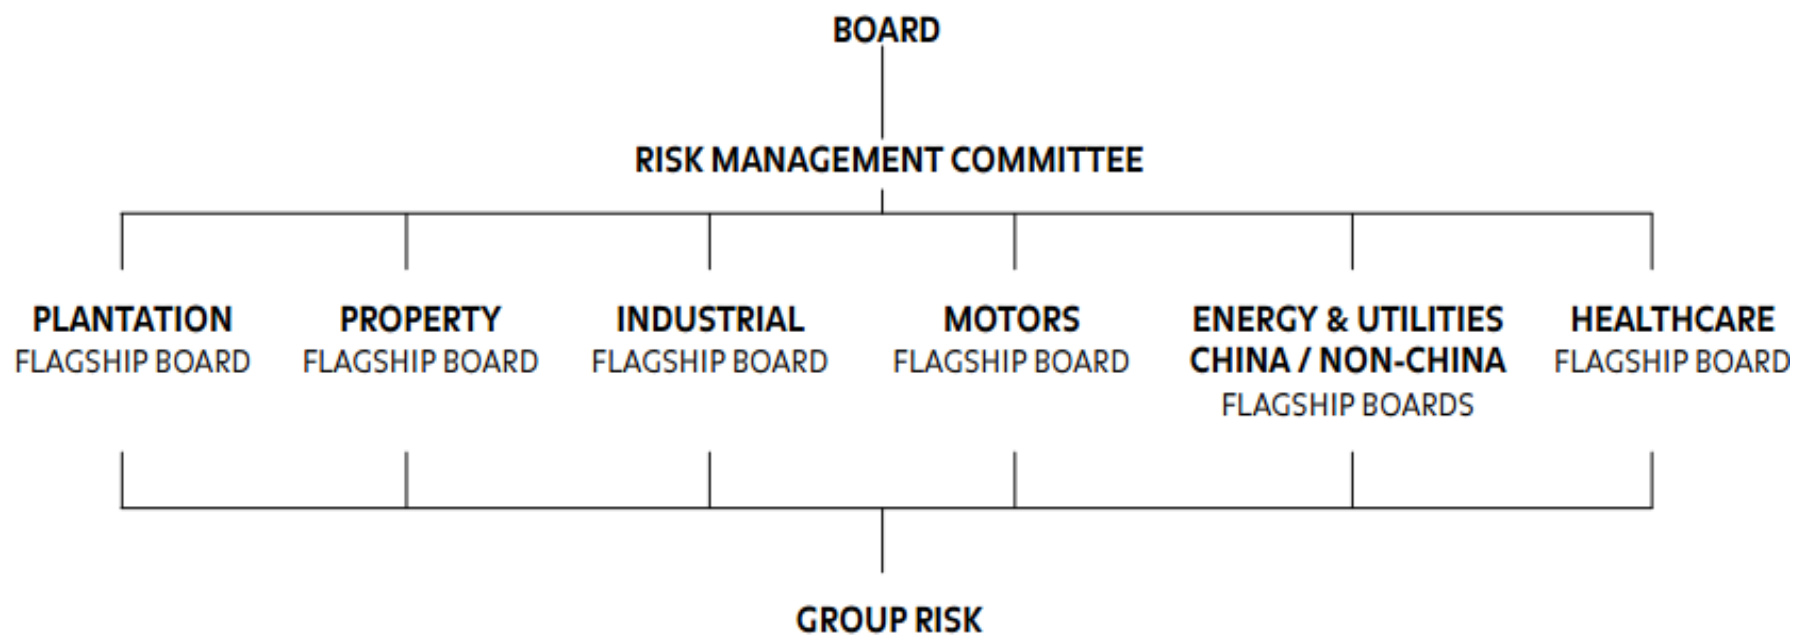 BOARD
RISK MANAGEMENT COMMITTEE
PLANTATION
FLAGSHIP BOARD
PROPERTY
FLAGSHIP BOARD
INDUSTRIAL
FLAGSHIP BOARD
MOTORS
FLAGSHIP BOARD
ENERGY & UTILITIES
CHINA / NON-CHINA
FLAGSHIP BOARDS
HEALTHCARE
FLAGSHIP BOARD
GROUP RISK